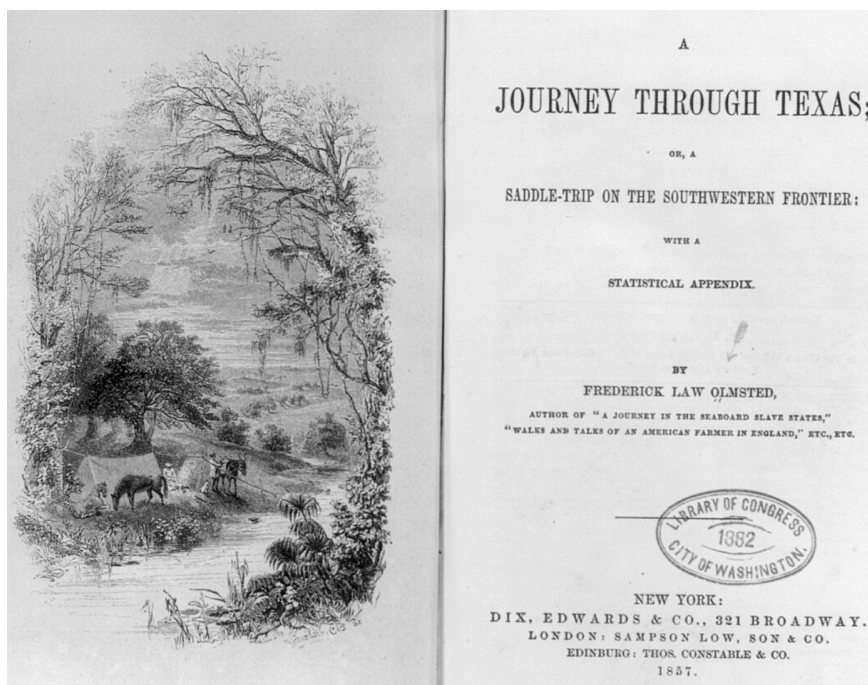 A
JOURNEY THROUGH TEXAS;
OR, A
SADDLE-TRIP ON THE SOUTHWESTERN FRONTIER:
WITH A
STATISTICAL APPENDIX.
BY
FREDERICK LAW OLMSTED,
AUTHOR OF "A JOURNEY IN THE SEABOARD SLAVE STATES,"
"WALKS AND TALKS OF AN AMERICAN FARMER IN ENGLAND," ETC., ETC.
LIBRARY OF CONGRESS
1882
CITY OF WASHINGTON.
NEW YORK:
DIX, EDWARDS & CO., 321 BROADWAY.
LONDON: SAMPSON LOW, SON & CO.
EDINBURG: THOS. CONSTABLE & CO.
1857.